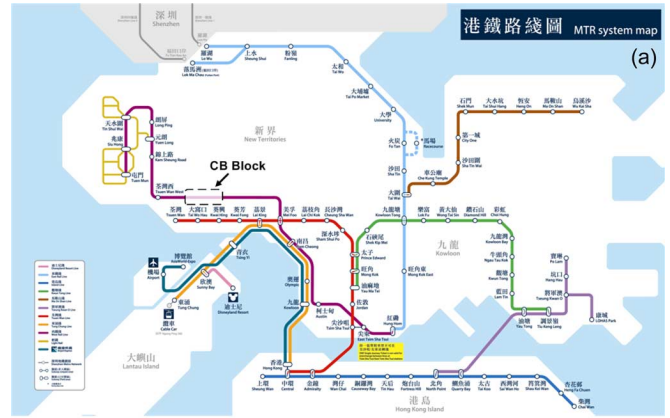 港鐵路綫圖 MTR system map
(a)
深圳
Shenzhen
羅湖
Lo Wu
上水
Sheung Shui
粉嶺
Fanling
落馬洲
Lok Ma Chau
太和
Tai Wo
大埔墟
Tai Po Market
大學
University
火炭
Fo Tan
馬場
Racecourse
沙田
Sha Tin
大圍
Tai Wai
車公廟
Che Kung Temple
沙田圍
Sha Tin Wai
第一城
City One
石門
Shek Mun
大水坑
Tai Shui Hang
恆安
Heng On
馬鞍山
Ma On Shan
烏溪沙
Wu Kai Sha
新界
New Territories
天水圍
Tin Shui Wai
朗屏
Long Ping
兆康
Siu Hong
元朗
Yuen Long
錦上路
Kam Sheung Road
屯門
Tuen Mun
荃灣西
Tsuen Wan West
CB Block
荃灣
Tsuen Wan
大窩口
Tai Wo Hau
葵興
Kwai Hing
葵芳
Kwai Fong
荔景
Lai King
美孚
Mei Foo
荔枝角
Lai Chi Kok
長沙灣
Cheung Sha Wan
深水埗
Sham Shui Po
南昌
Nam Cheong
九龍塘
Kowloon Tong
樂富
Lok Fu
黃大仙
Wong Tai Sin
鑽石山
Diamond Hill
彩虹
Choi Hung
石硤尾
Shek Kip Mei
太子
Prince Edward
旺角
Mong Kok
油麻地
Yau Ma Tei
旺角東
Mong Kok East
九龍
Kowloon
九龍灣
Kowloon Bay
牛頭角
Ngau Tau Kok
觀塘
Kwun Tong
藍田
Lam Tin
油塘
Yau Tong
調景嶺
Tiu Keng Leng
將軍澳
Tseung Kwan O
坑口
Hang Hau
寶琳
Po Lam
康城
LOHAS Park
青衣
Tsing Yi
博覽館
AsiaWorld-Expo
機場
Airport
欣澳
Sunny Bay
東涌
Tung Chung
纜車
Cable Car
迪士尼
Disneyland Resort
奧運
Olympic
九龍
Kowloon
柯士甸
Austin
佐敦
Jordan
尖沙咀
Tsim Sha Tsui
尖東
East Tsim Sha Tsui
紅磡
Hung Hom
大嶼山
Lantau Island
香港
Hong Kong
上環
Sheung Wan
中環
Central
金鐘
Admiralty
灣仔
Wan Chai
銅鑼灣
Causeway Bay
天后
Tin Hau
炮台山
Fortress Hill
北角
North Point
鰂魚涌
Quarry Bay
太古
Tai Koo
西灣河
Sai Wan Ho
筲箕灣
Shau Kei Wan
杏花邨
Heng Fa Chuen
柴灣
Chai Wan
港島
Hong Kong Island